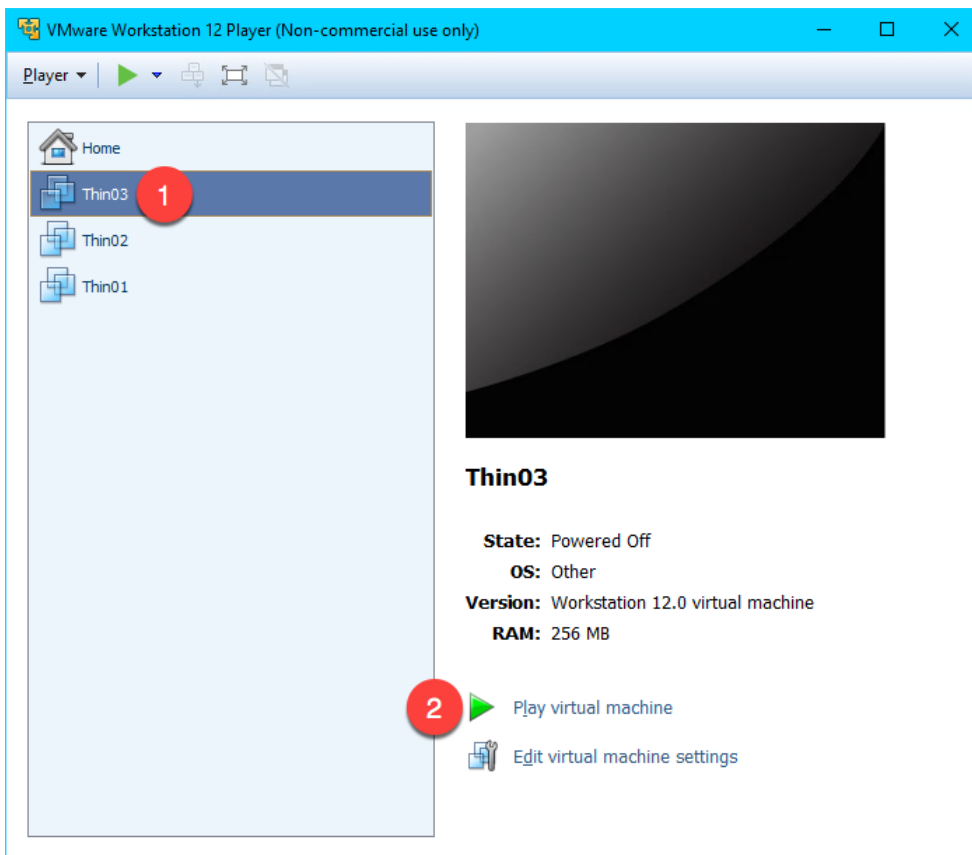 VMware Workstation 12 Player (Non-commercial use only)
Player
Home
Thin03 1
Thin02
Thin01
Thin03
State: Powered Off
OS: Other
Version: Workstation 12.0 virtual machine
RAM: 256 MB
2 Play virtual machine
Edit virtual machine settings